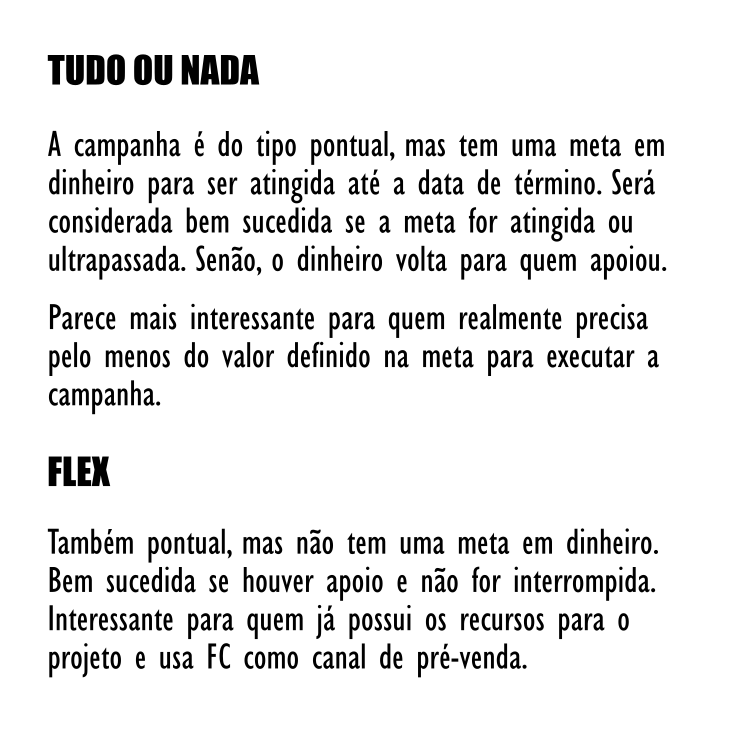 TUDO OU NADA
A campanha é do tipo pontual, mas tem uma meta em
dinheiro para ser atingida até a data de término. Será
considerada bem sucedida se a meta for atingida ou
ultrapassada. Senão, o dinheiro volta para quem apoiou.
Parece mais interessante para quem realmente precisa
pelo menos do valor definido na meta para executar a
campanha.
FLEX
Também pontual, mas não tem uma meta em dinheiro.
Bem sucedida se houver apoio e não for interrompida.
Interessante para quem já possui os recursos para o
projeto e usa FC como canal de pré-venda.